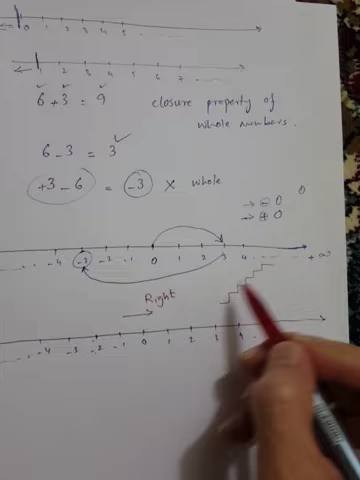 0 1 2 3 4 5 ......
1 2 3 4 5 6 7 ......
6 + 3 = 9 closure property of
whole numbers.
6 - 3 = 3
+3 - 6 = -3 × whole
0
→ - 0
→ + 0
... -4 -3 -2 -1 0 1 2 3 4 ... +∞
Right
... -4 -3 -2 -1 0 1 2 3 4 ..